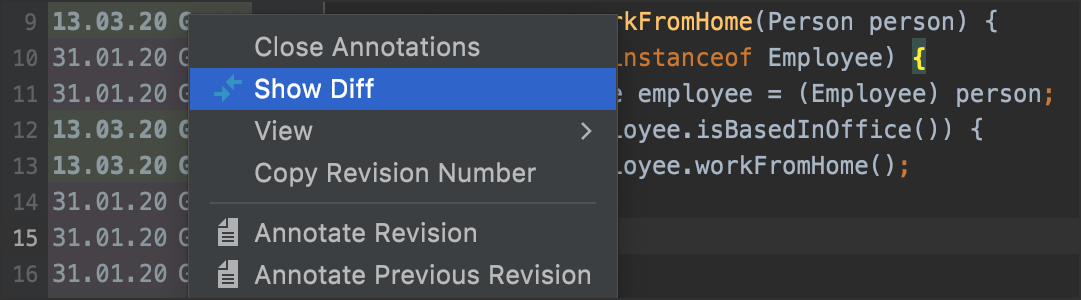 9 13.03.20 G rkFromHome(Person person) {
Close Annotations
10 31.01.20 G instanceof Employee) {
Show Diff
11 31.01.20 e employee = (Employee) person;
View
12 13.03.20 loyee.isBasedInOffice()) {
13 13.03.20 loyee.workFromHome();
Copy Revision Number
14 31.01.20 G
Annotate Revision
15 31.01.20 G
Annotate Previous Revision
16 31.01.20 G